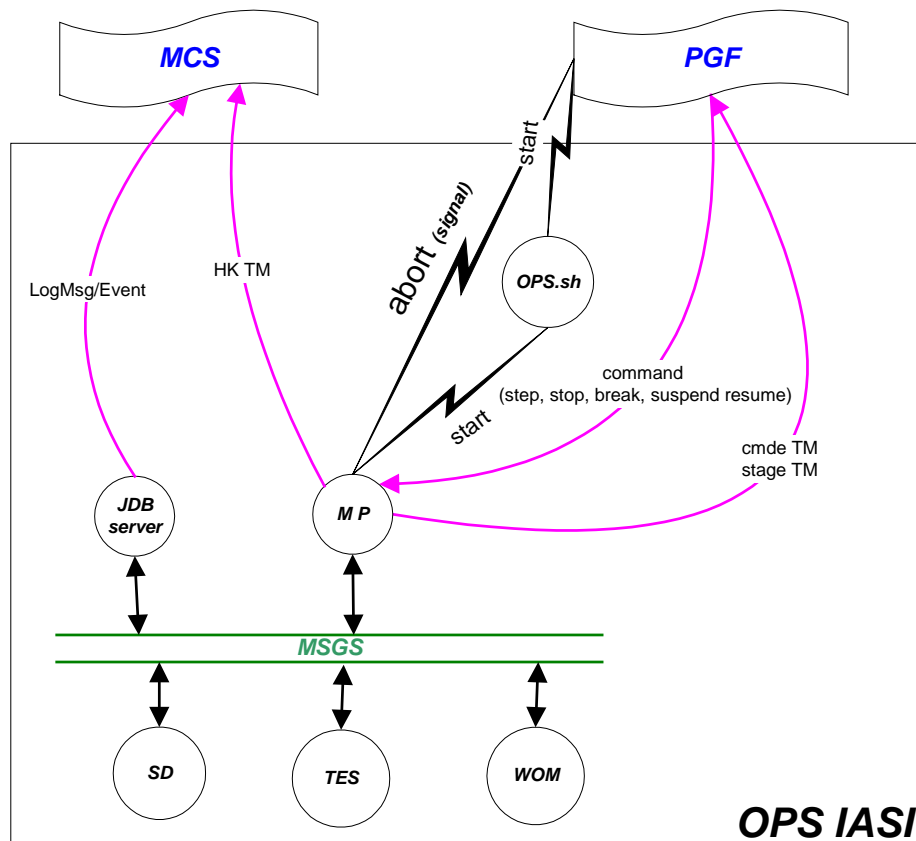 MCS
PGF
start
abort (signal)
HK TM
OPS.sh
LogMsg/Event
command
(step, stop, break, suspend resume)
start
cmde TM
stage TM
JDB
server
M P
MSGS
SD
TES
WOM
OPS IASI